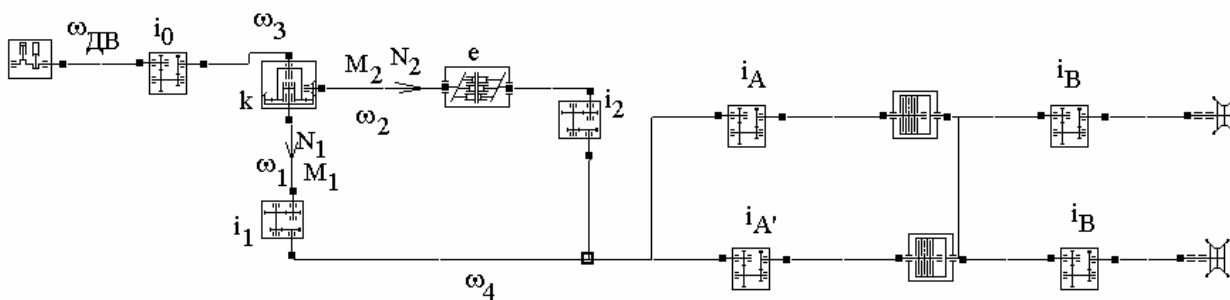 ω_ДВ
i_0
ω_3
k
M_2
N_2
ω_2
e
i_2
N_1
ω_1
M_1
i_1
ω_4
i_A
i_B
i_A'
i_B